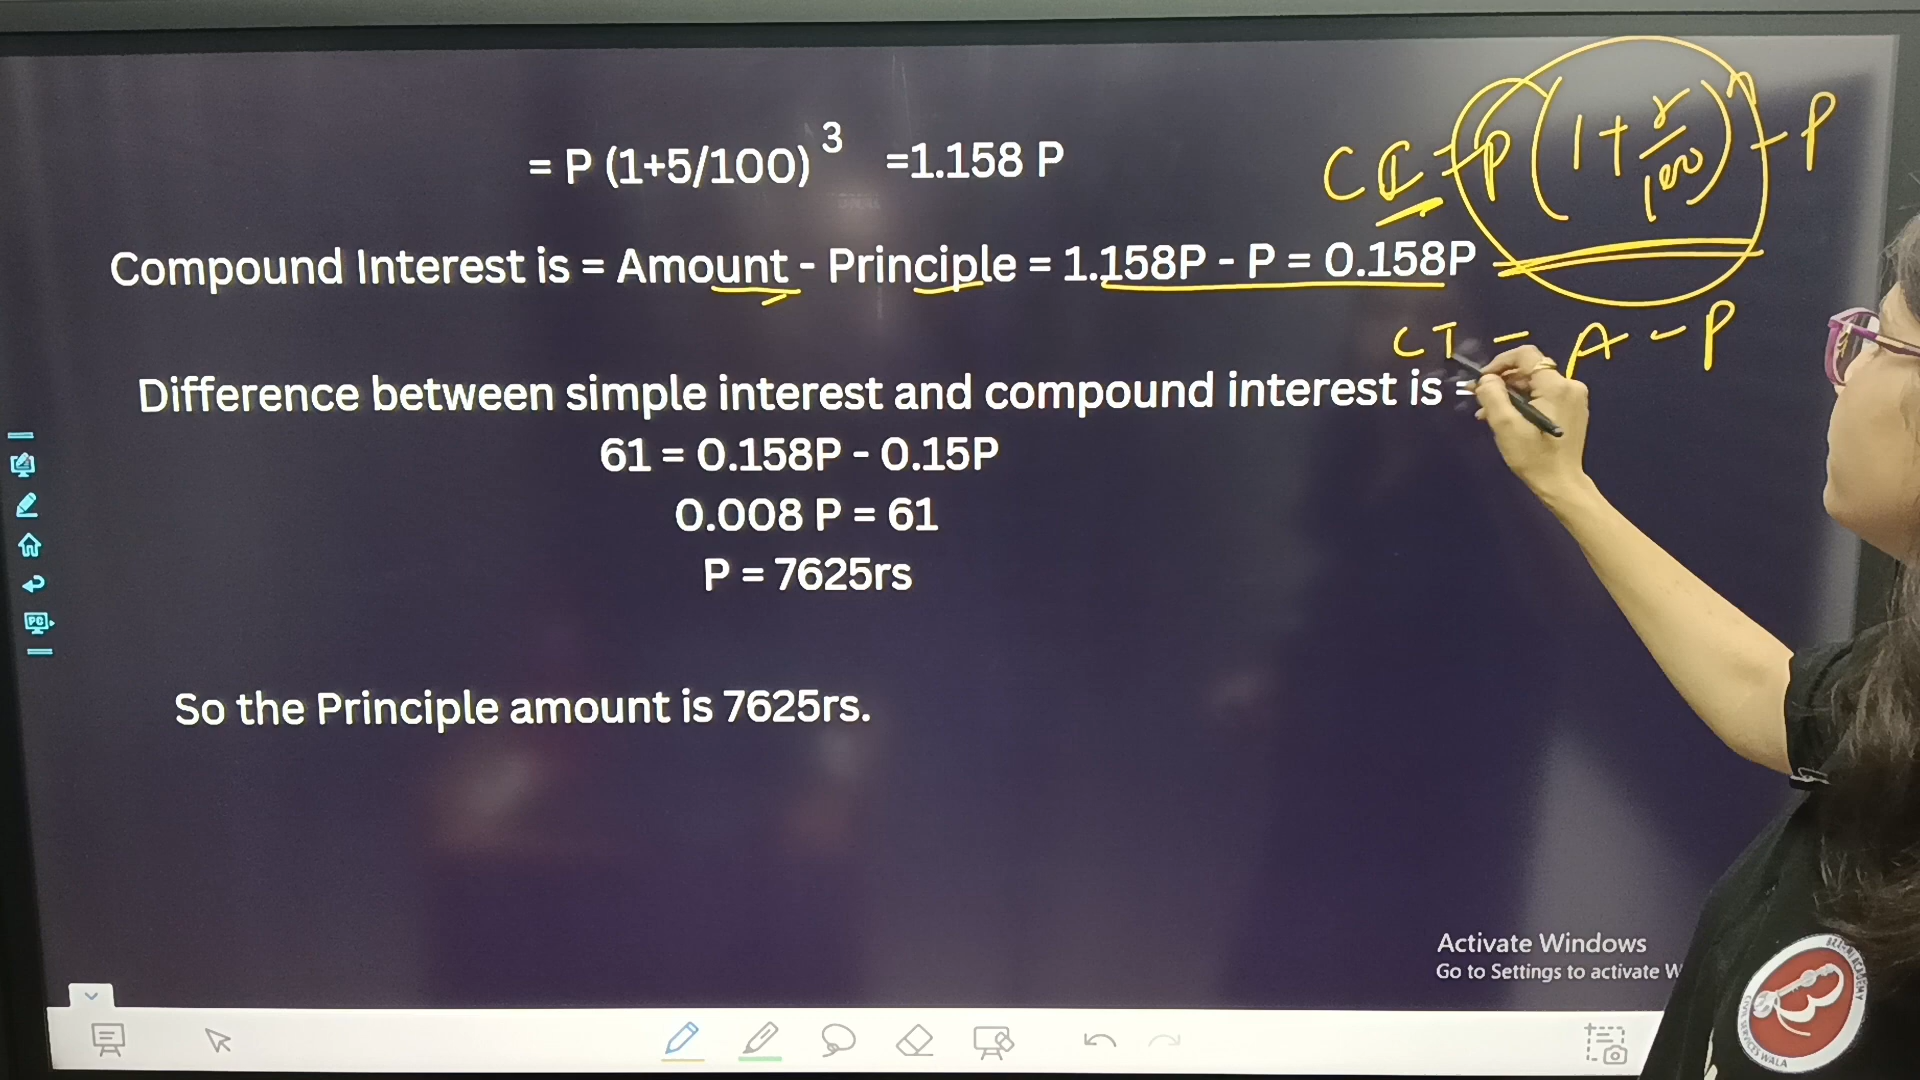 = P (1+5/100) 3 =1.158 P
CI = P (1 + r/100) n - P
Compound Interest is = Amount - Principle = 1.158P - P = 0.158P
CI = A - P
Difference between simple interest and compound interest is =
61 = 0.158P - 0.15P
0.008 P = 61
P = 7625rs
So the Principle amount is 7625rs.
PC
Activate Windows
Go to Settings to activate W